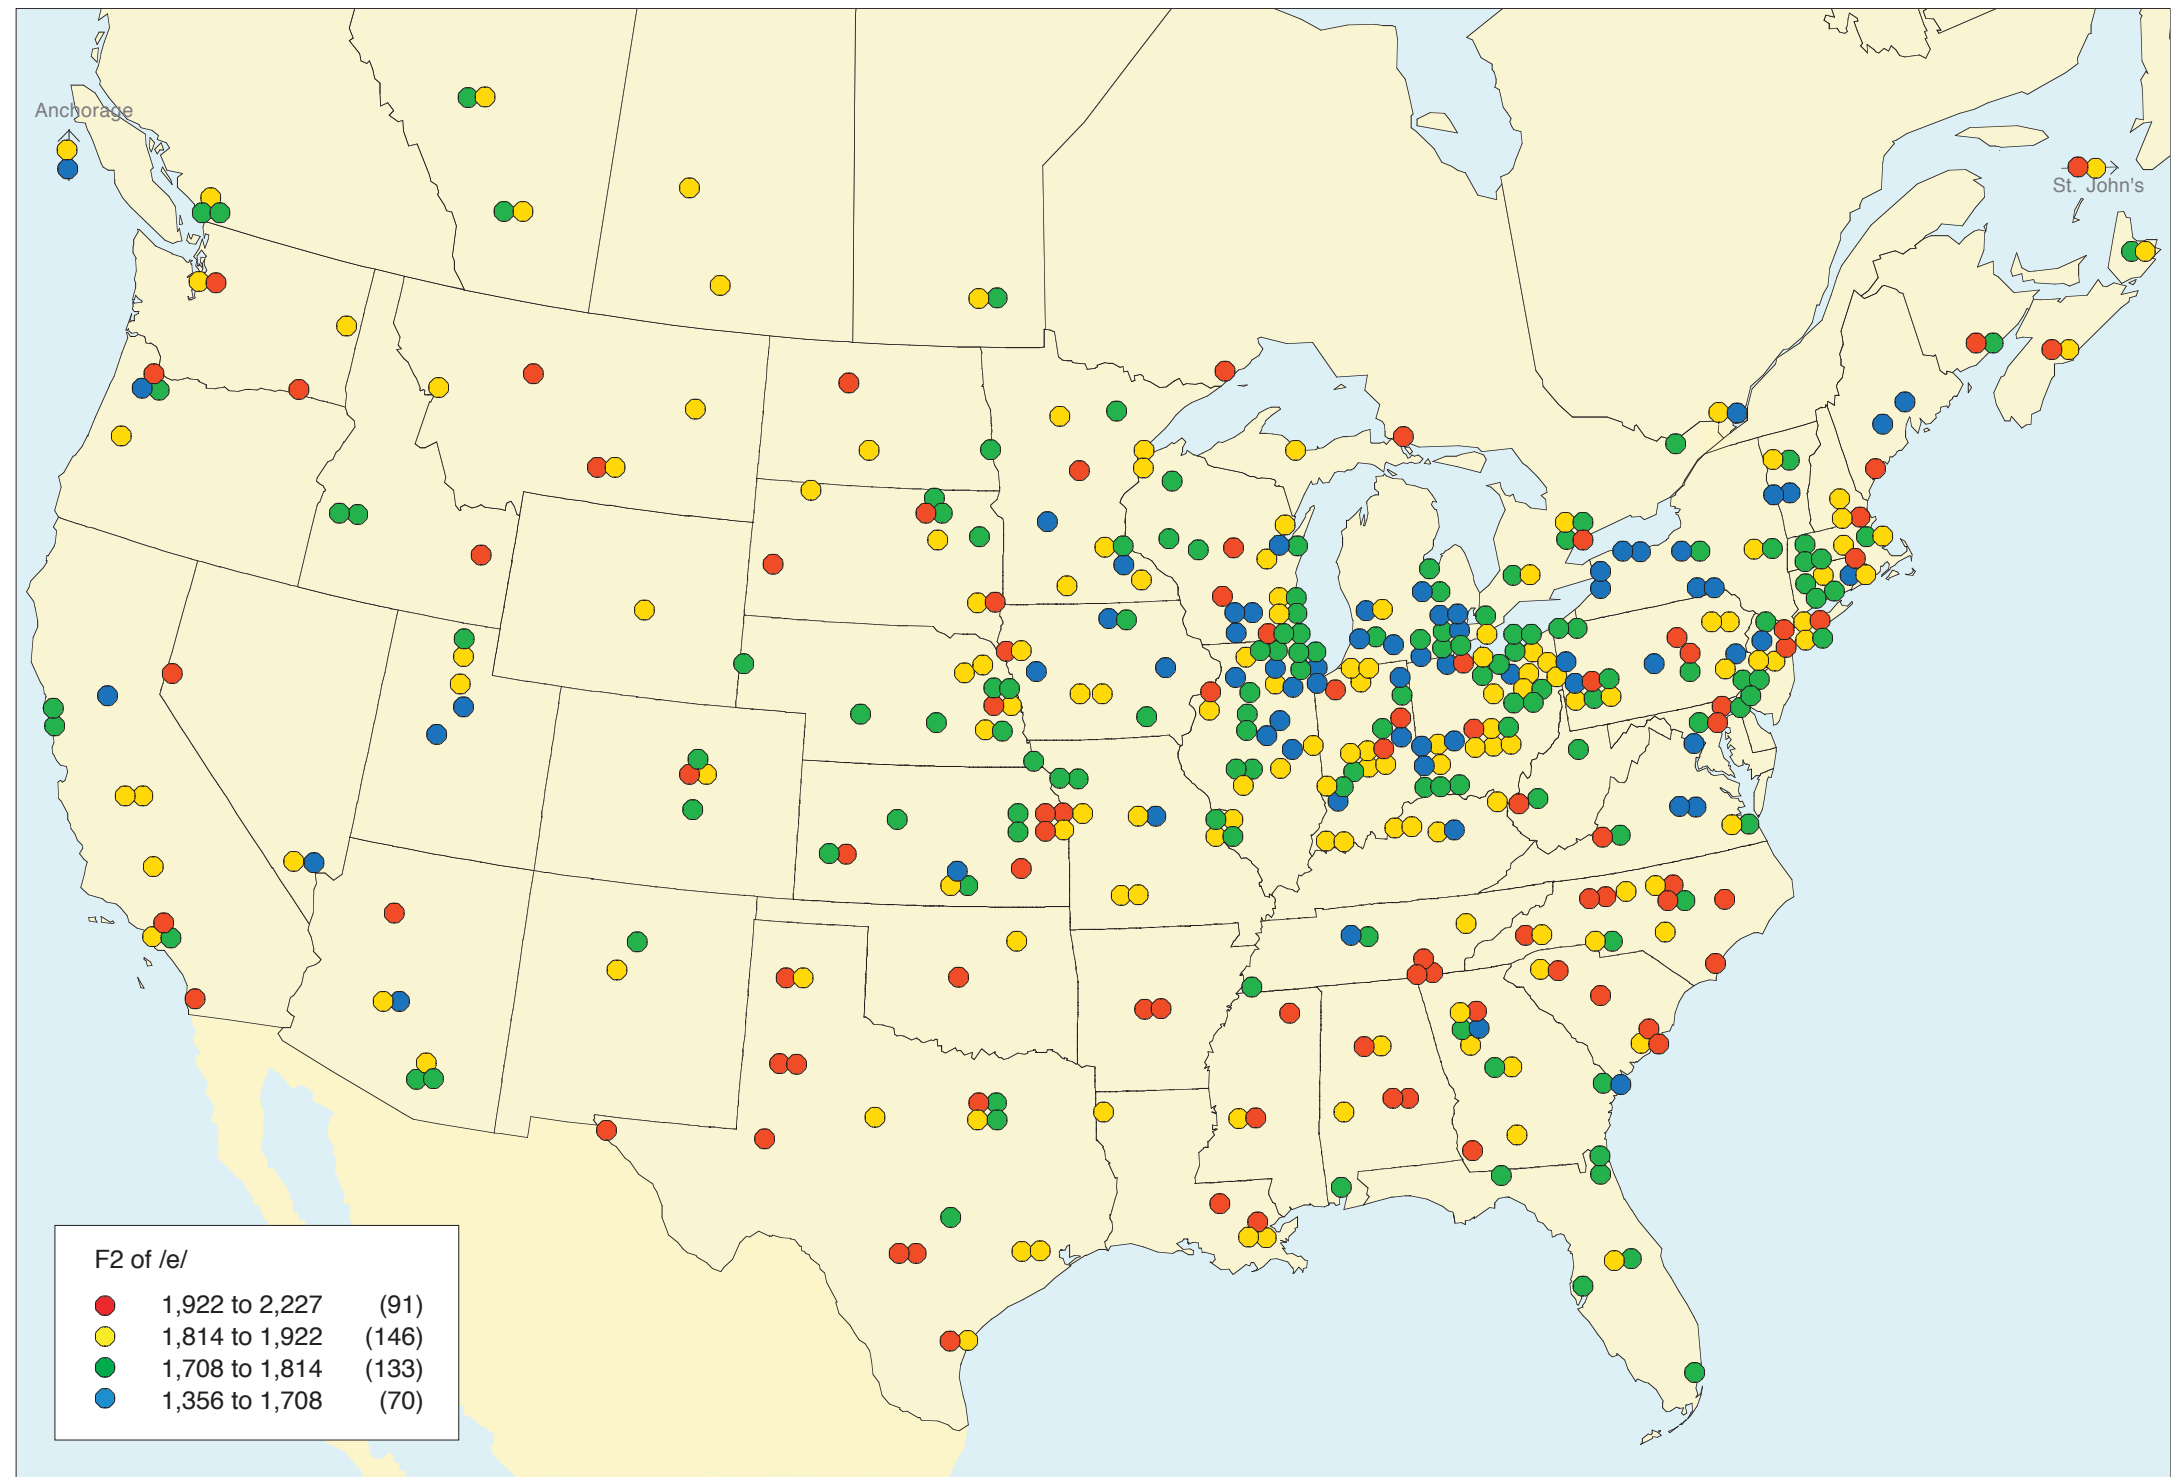 Anchorage
St. John's
F2 of /e/
1,922 to 2,227 (91)
1,814 to 1,922 (146)
1,708 to 1,814 (133)
1,356 to 1,708 (70)